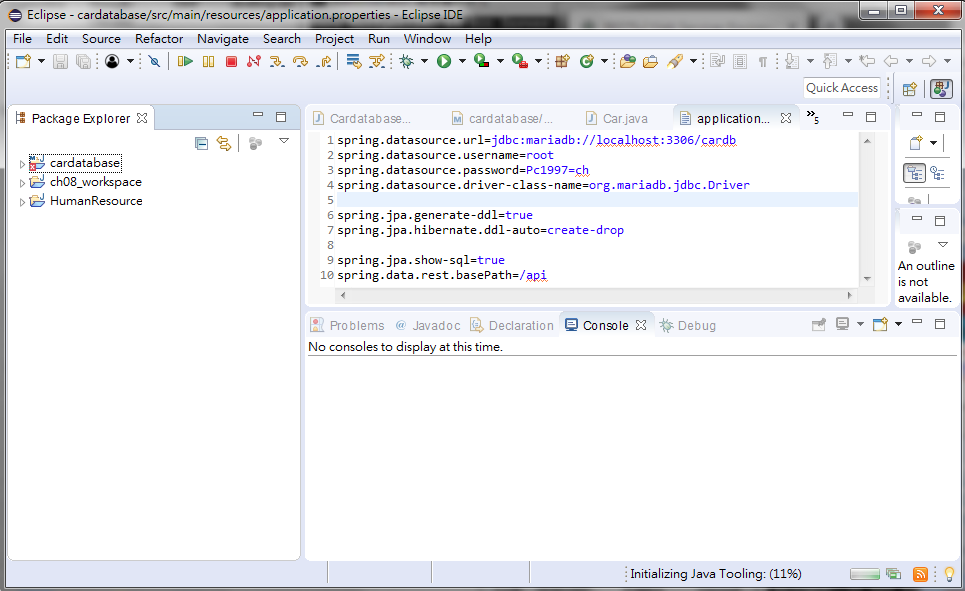 Eclipse - cardatabase/src/main/resources/application.properties - Eclipse IDE
File Edit Source Refactor Navigate Search Project Run Window Help
Quick Access
Package Explorer
cardatabase
ch08_workspace
HumanResource
Cardatabase... cardatabase/... Car.java application... »5
1 spring.datasource.url=jdbc:mariadb://localhost:3306/cardb
2 spring.datasource.username=root
3 spring.datasource.password=Pc1997=ch
4 spring.datasource.driver-class-name=org.mariadb.jdbc.Driver
5
6 spring.jpa.generate-ddl=true
7 spring.jpa.hibernate.ddl-auto=create-drop
8
9 spring.jpa.show-sql=true
10 spring.data.rest.basePath=/api
An outline
is not
available.
Problems @ Javadoc Declaration Console Debug
No consoles to display at this time.
Initializing Java Tooling: (11%)